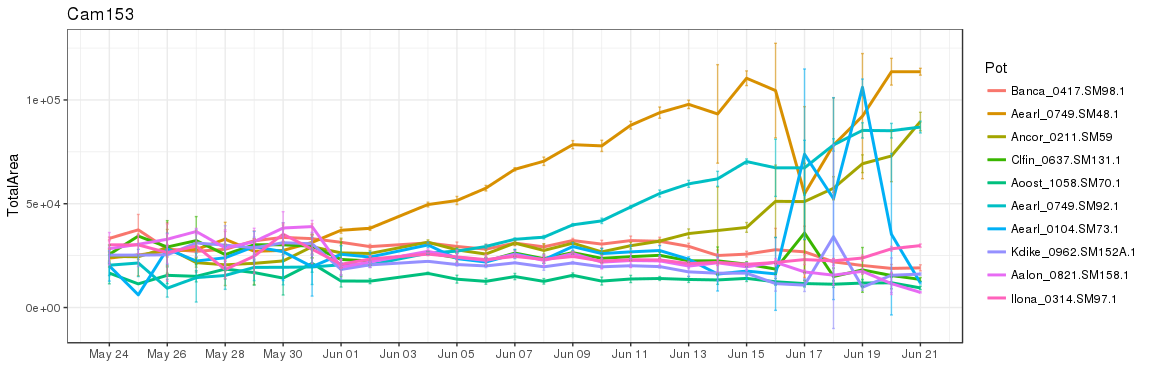 Cam153
TotalArea
1e+05
5e+04
0e+00
May 24 May 26 May 28 May 30 Jun 01 Jun 03 Jun 05 Jun 07 Jun 09 Jun 11 Jun 13 Jun 15 Jun 17 Jun 19 Jun 21
Pot
Banca_0417.SM98.1
Aearl_0749.SM48.1
Ancor_0211.SM59
Clfin_0637.SM131.1
Aoost_1058.SM70.1
Aearl_0749.SM92.1
Aearl_0104.SM73.1
Kdike_0962.SM152A.1
Aalon_0821.SM158.1
Ilona_0314.SM97.1